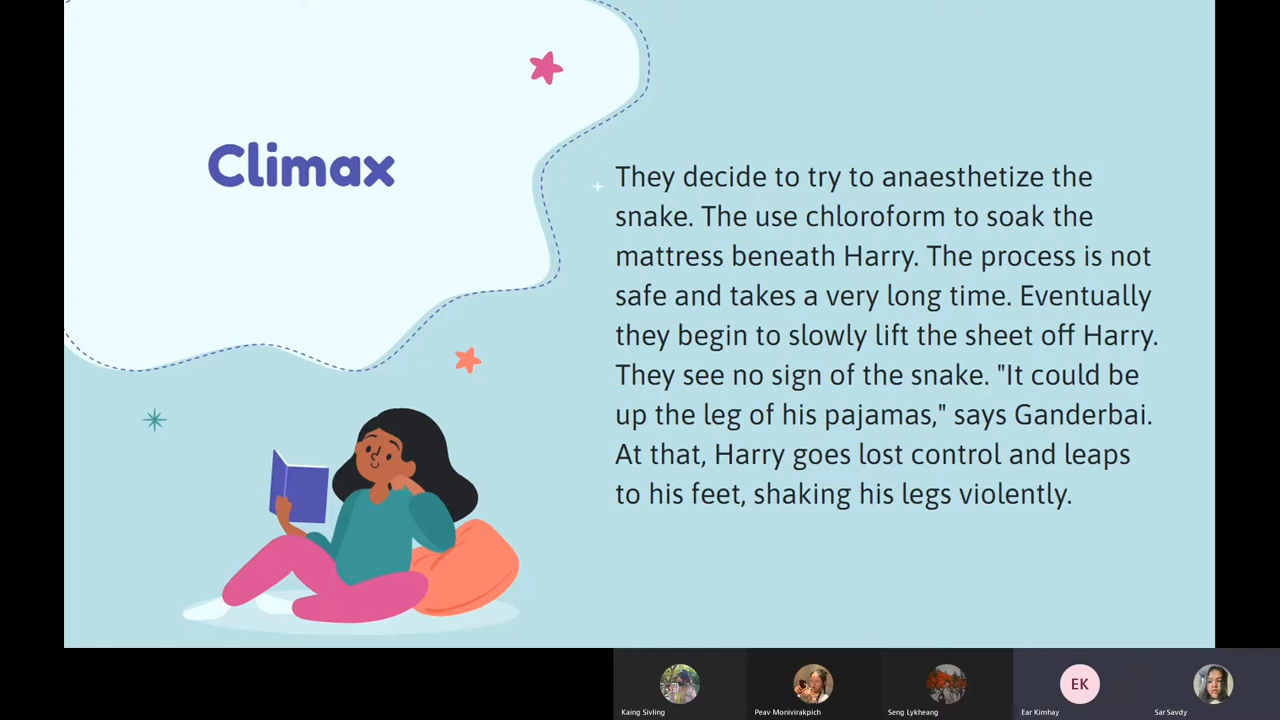 Climax
They decide to try to anaesthetize the
snake. The use chloroform to soak the
mattress beneath Harry. The process is not
safe and takes a very long time. Eventually
they begin to slowly lift the sheet off Harry.
They see no sign of the snake. "It could be
up the leg of his pajamas," says Ganderbai.
At that, Harry goes lost control and leaps
to his feet, shaking his legs violently.
EK
Kaing Sivling
Peav Monivirakpich
Seng Lykheang
Ear Kimhay
Sar Savdy